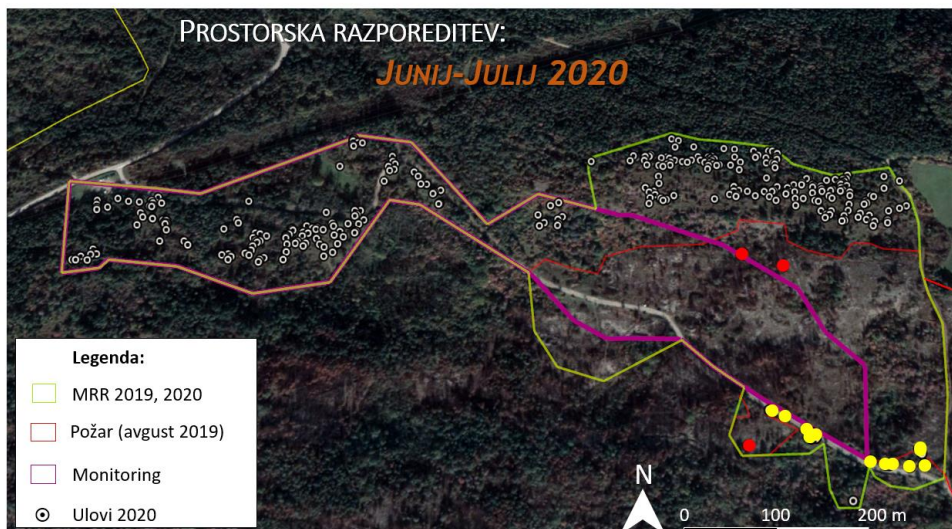 PROSTORSKA RAZPOREDITEV:
JUNIJ-JULIJ 2020
Legenda:
MRR 2019, 2020
Požar (avgust 2019)
Monitoring
Ulovi 2020
N
0 100 200 m